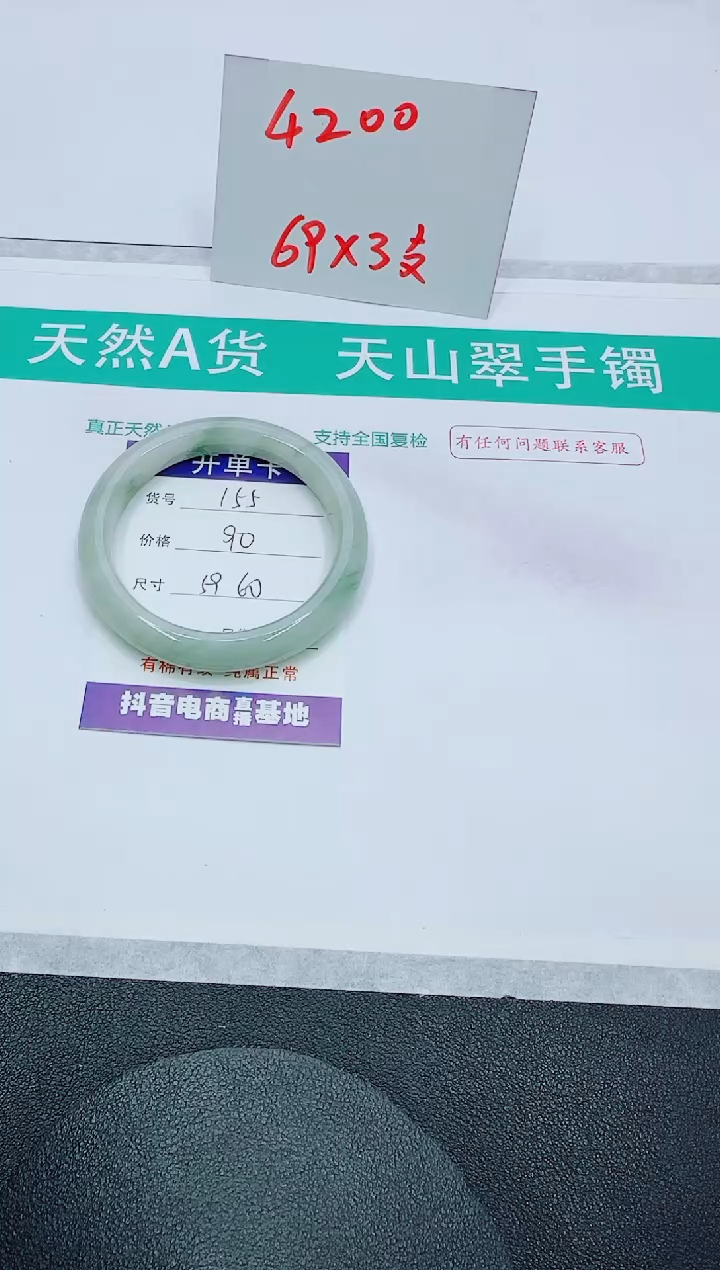 4200
69×3支
天然A货 天山翠手镯
真正天然
支持全国复检
有任何问题联系客服
开单卡
货号 155
价格 90
尺寸 59 60
有棉有纹 纯属正常
抖音电商直播基地